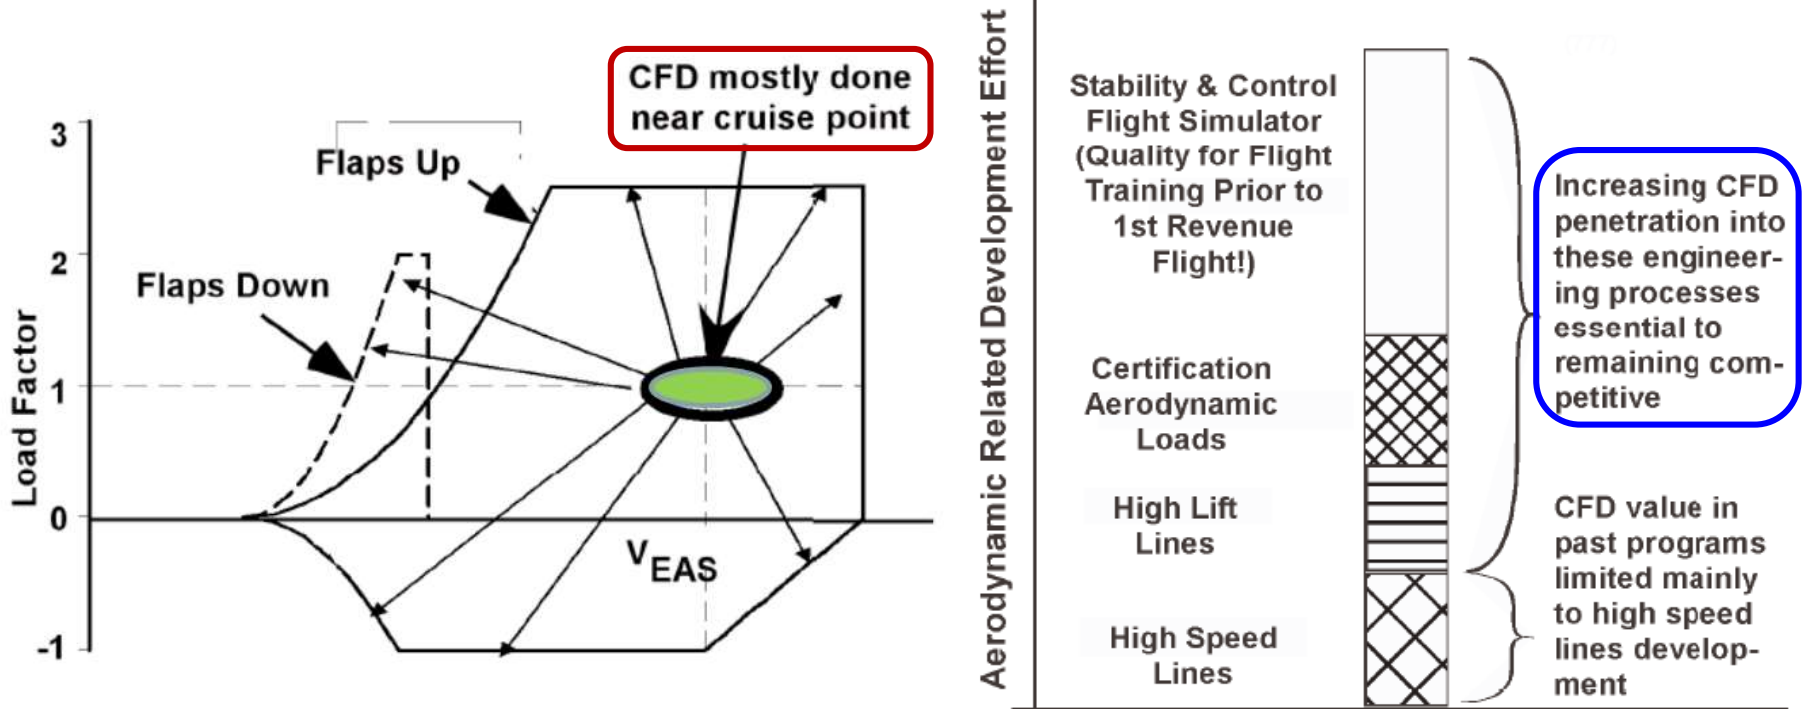 CFD mostly done
near cruise point
3
Flaps Up
2
Flaps Down
1
Load Factor
0
VEAS
-1
Aerodynamic Related Development Effort
Stability & Control
Flight Simulator
(Quality for Flight
Training Prior to
1st Revenue
Flight!)
Certification
Aerodynamic
Loads
High Lift
Lines
High Speed
Lines
Increasing CFD
penetration into
these engineer-
ing processes
essential to
remaining com-
petitive
CFD value in
past programs
limited mainly
to high speed
lines develop-
ment